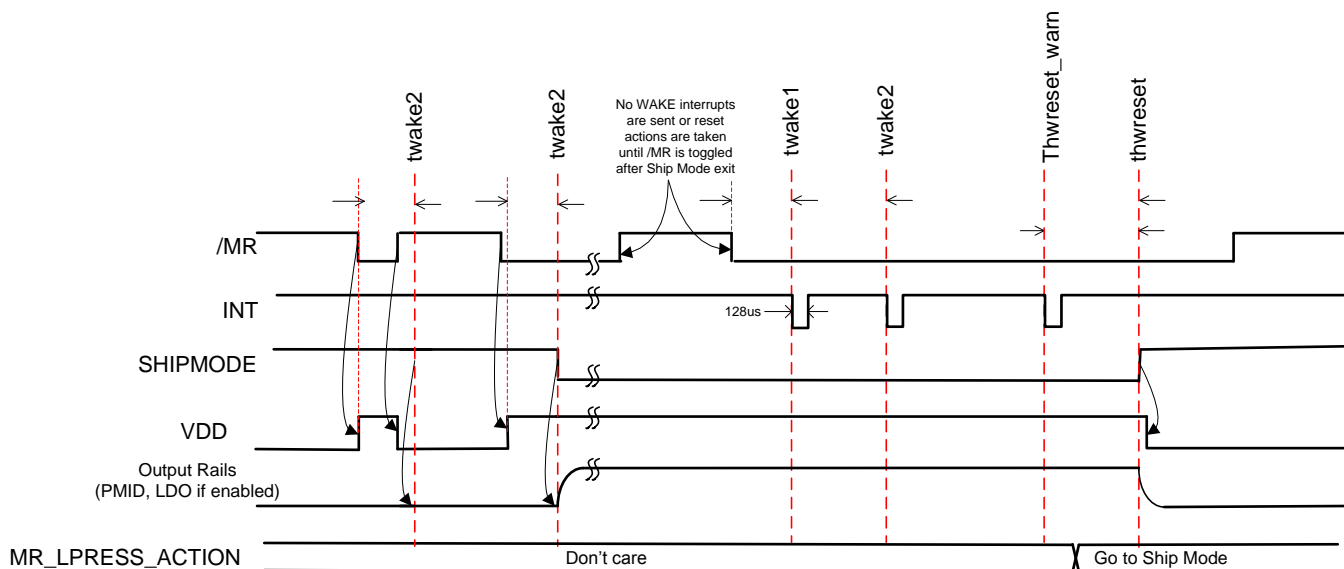 twake2
twake2
No WAKE interrupts
are sent or reset
actions are taken
until /MR is toggled
after Ship Mode exit
twake1
twake2
Thwreset_warn
thwreset
/MR
INT
128us
SHIPMODE
VDD
Output Rails
(PMID, LDO if enabled)
MR_LPRESS_ACTION
Don't care
Go to Ship Mode